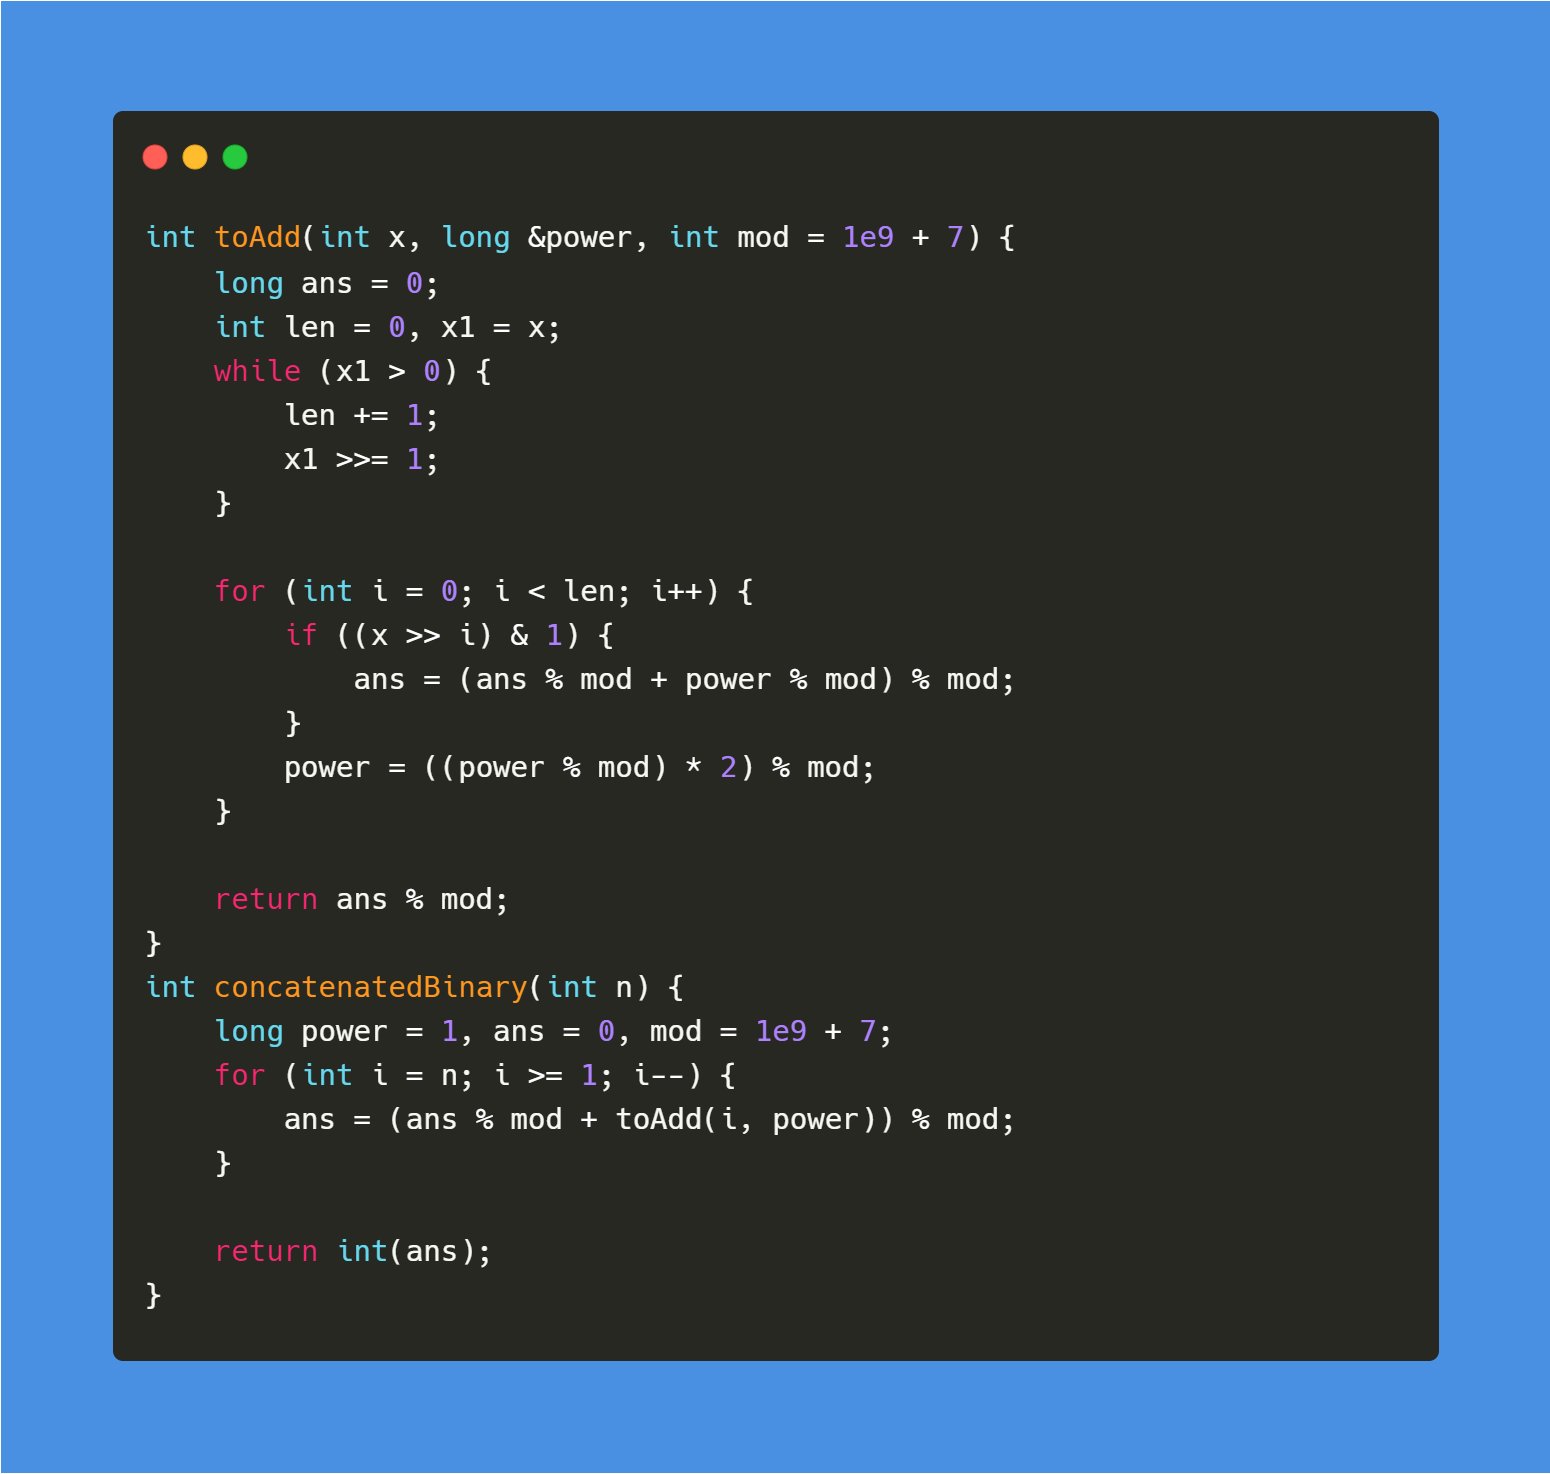 int toAdd(int x, long &power, int mod = 1e9 + 7) {
    long ans = 0;
    int len = 0, x1 = x;
    while (x1 > 0) {
        len += 1;
        x1 >>= 1;
    }

    for (int i = 0; i < len; i++) {
        if ((x >> i) & 1) {
            ans = (ans % mod + power % mod) % mod;
        }
        power = ((power % mod) * 2) % mod;
    }

    return ans % mod;
}
int concatenatedBinary(int n) {
    long power = 1, ans = 0, mod = 1e9 + 7;
    for (int i = n; i >= 1; i--) {
        ans = (ans % mod + toAdd(i, power)) % mod;
    }

    return int(ans);
}